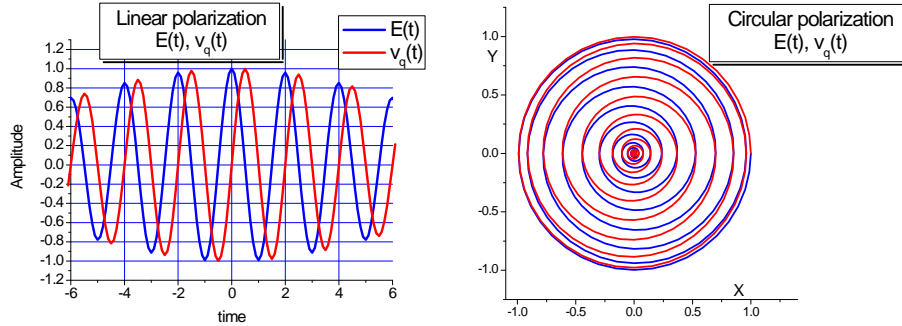 Linear polarization
E(t), v_q(t)
E(t)
v_q(t)
Amplitude
1.2
1.0
0.8
0.6
0.4
0.2
0.0
-0.2
-0.4
-0.6
-0.8
-1.0
-1.2
-6 -4 -2 0 2 4 6
time
Circular polarization
E(t), v_q(t)
Y
1.0
0.5
0.0
-0.5
-1.0
X
-1.0 -0.5 0.0 0.5 1.0